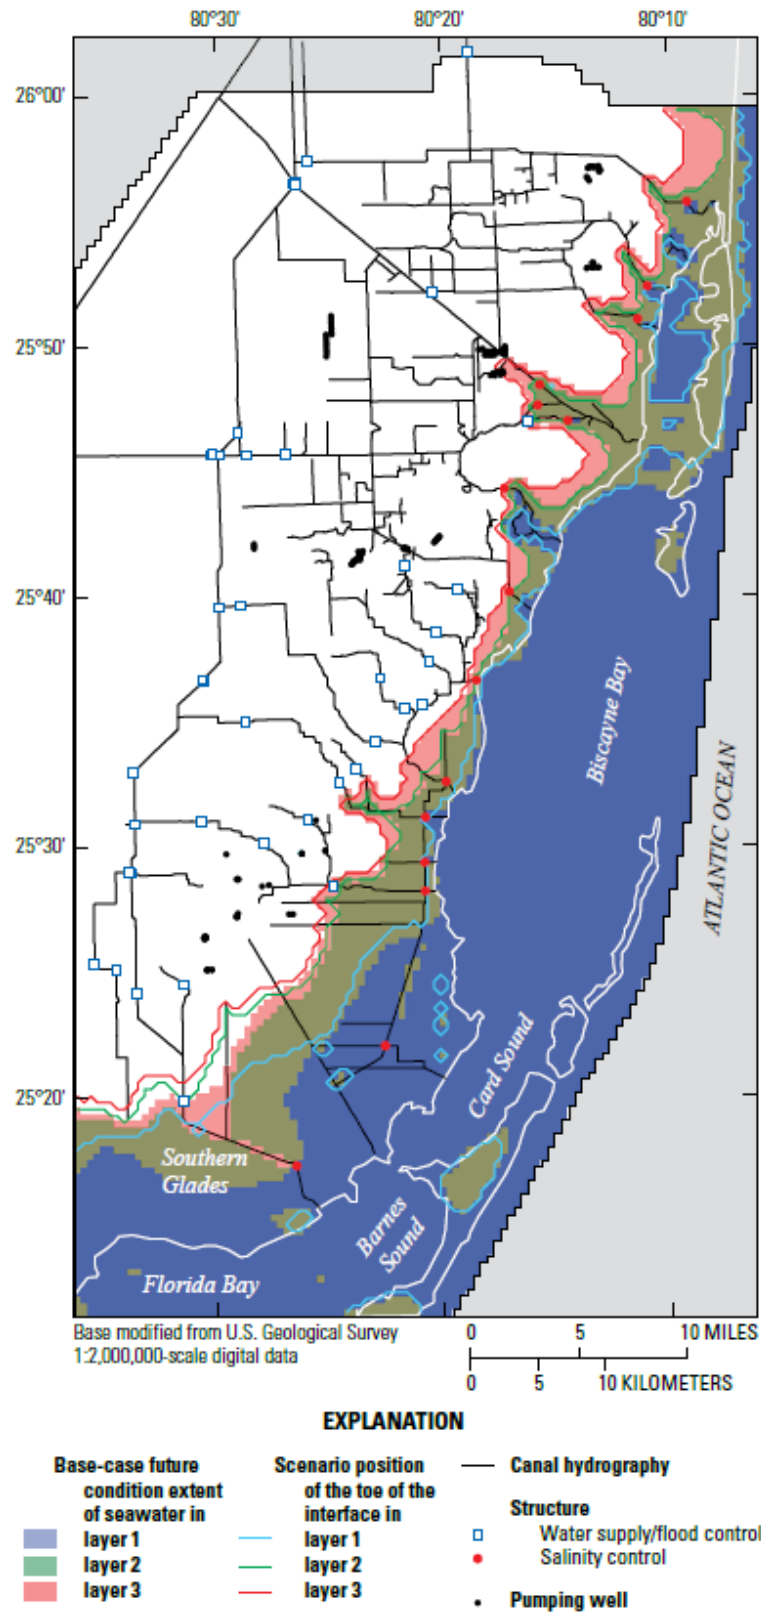 80°30' 80°20' 80°10'
26°00'
25°50'
25°40'
25°30'
25°20'
Biscayne Bay
ATLANTIC OCEAN
Card Sound
Southern
Glades
Barnes
Sound
Florida Bay
Base modified from U.S. Geological Survey
1:2,000,000-scale digital data
0 5 10 MILES
0 5 10 KILOMETERS
EXPLANATION
Base-case future
condition extent
of seawater in
layer 1
layer 2
layer 3
Scenario position
of the toe of the
interface in
layer 1
layer 2
layer 3
Canal hydrography
Structure
Water supply/flood control
Salinity control
Pumping well